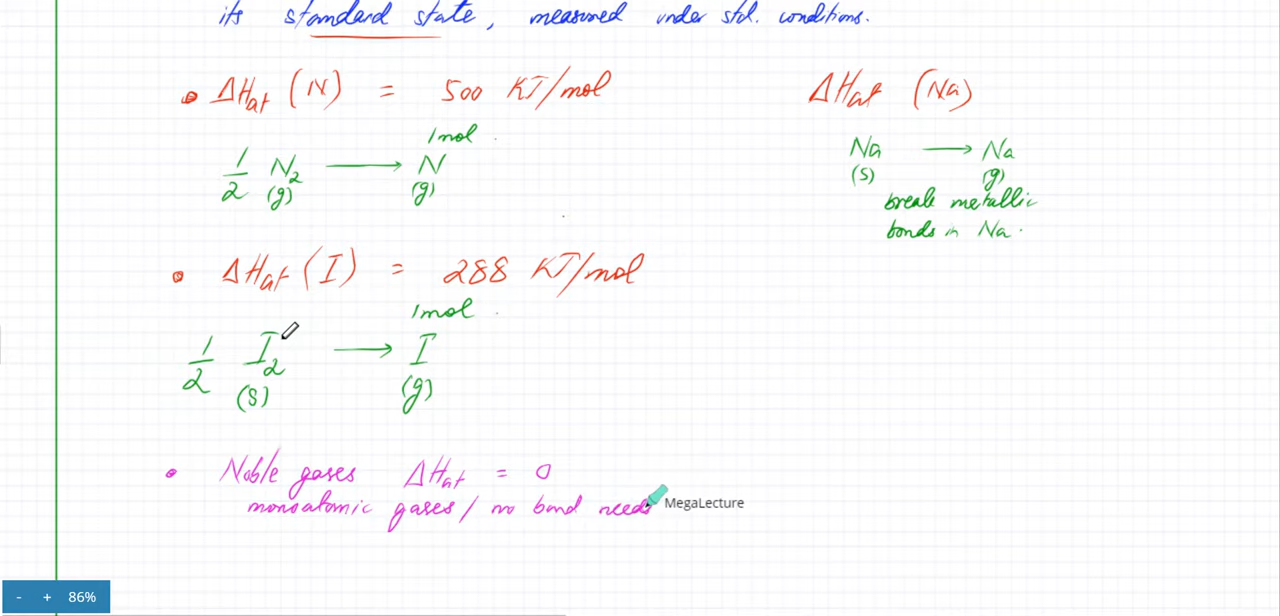 its standard state, measured under std. conditions.
• ΔHat (N) = 500 KJ/mol
1mol.
1/2 N₂ ⟶ N
(g) (g)
ΔHat (Na)
Na ⟶ Na
(s) (g)
break metallic
bonds in Na.
• ΔHat (I) = 288 KJ/mol
1mol.
1/2 I₂ ⟶ I
(s) (g)
• Noble gases ΔHat = 0
monoatomic gases / no bond needs
MegaLecture
- + 86%